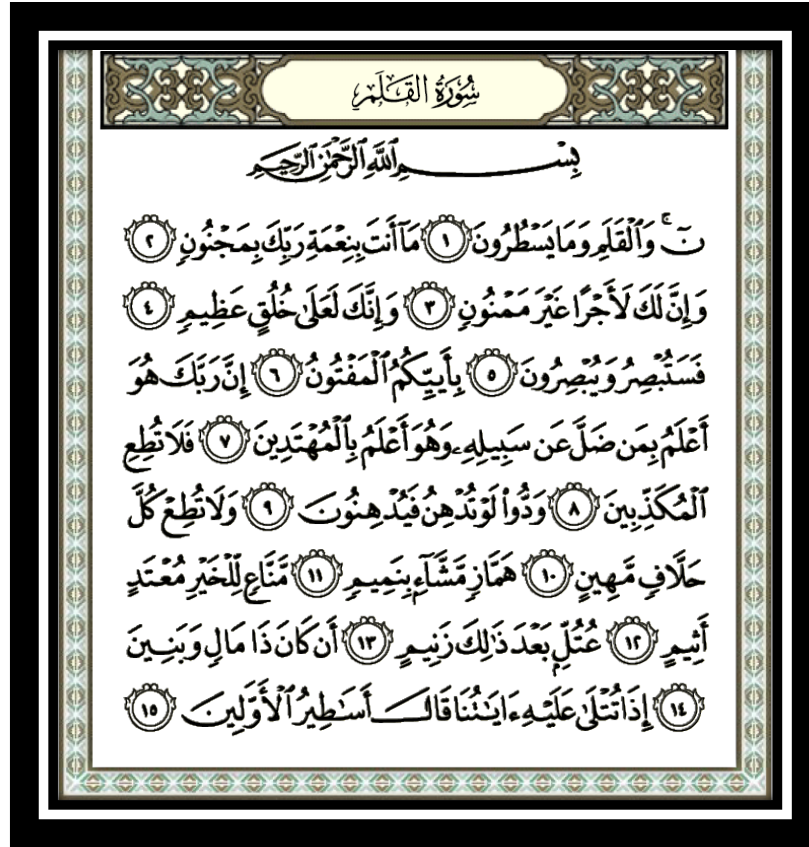 سُورَةُ القَلَمِ
بِسْمِ ٱللَّهِ ٱلرَّحْمَٰنِ ٱلرَّحِيمِ
نٓ ۚ وَٱلْقَلَمِ وَمَا يَسْطُرُونَ ١ مَآ أَنتَ بِنِعْمَةِ رَبِّكَ بِمَجْنُونٍ ٢
وَإِنَّ لَكَ لَأَجْرًا غَيْرَ مَمْنُونٍ ٣ وَإِنَّكَ لَعَلَىٰ خُلُقٍ عَظِيمٍ ٤
فَسَتُبْصِرُ وَيُبْصِرُونَ ٥ بِأَييِّكُمُ ٱلْمَفْتُونُ ٦ إِنَّ رَبَّكَ هُوَ
أَعْلَمُ بِمَن ضَلَّ عَن سَبِيلِهِۦ وَهُوَ أَعْلَمُ بِٱلْمُهْتَدِينَ ٧ فَلَا تُطِعِ
ٱلْمُكَذِّبِينَ ٨ وَدُّوا۟ لَوْ تُدْهِنُ فَيُدْهِنُونَ ٩ وَلَا تُطِعْ كُلَّ
حَلَّافٍ مَّهِينٍ ١٠ هَمَّازٍ مَّشَّآءٍۭ بِنَمِيمٍ ١١ مَّنَّاعٍ لِّلْخَيْرِ مُعْتَدٍ
أَثِيمٍ ١٢ عُتُلٍّۭ بَعْدَ ذَٰلِكَ زَنِيمٍ ١٣ أَن كَانَ ذَا مَالٍ وَبَنِينَ
١٤ إِذَا تُتْلَىٰ عَلَيْهِ ءَايَٰتُنَا قَالَ أَسَٰطِيرُ ٱلْأَوَّلِينَ ١٥